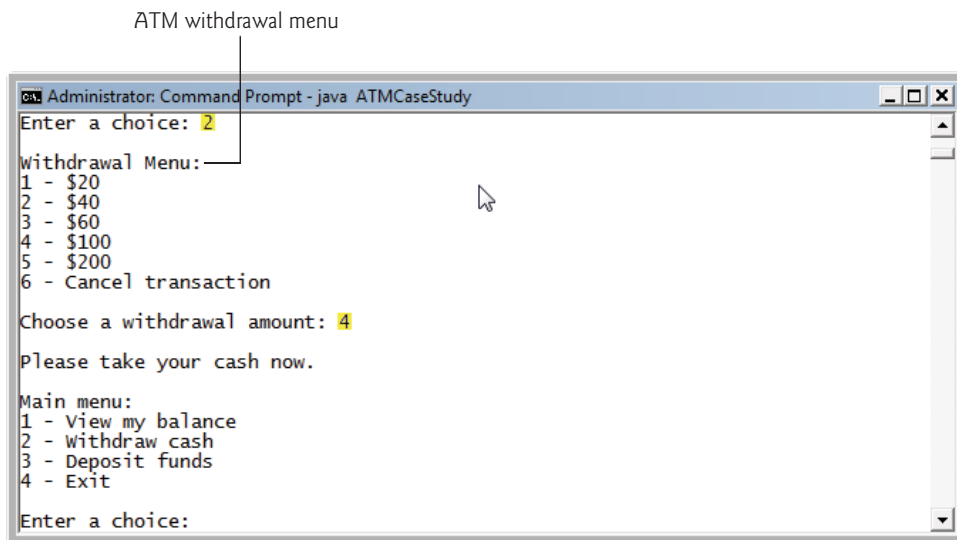 ATM withdrawal menu
Administrator: Command Prompt - java ATMCaseStudy
Enter a choice: 2
Withdrawal Menu:
1 - $20
2 - $40
3 - $60
4 - $100
5 - $200
6 - Cancel transaction
Choose a withdrawal amount: 4
Please take your cash now.
Main menu:
1 - View my balance
2 - Withdraw cash
3 - Deposit funds
4 - Exit
Enter a choice: